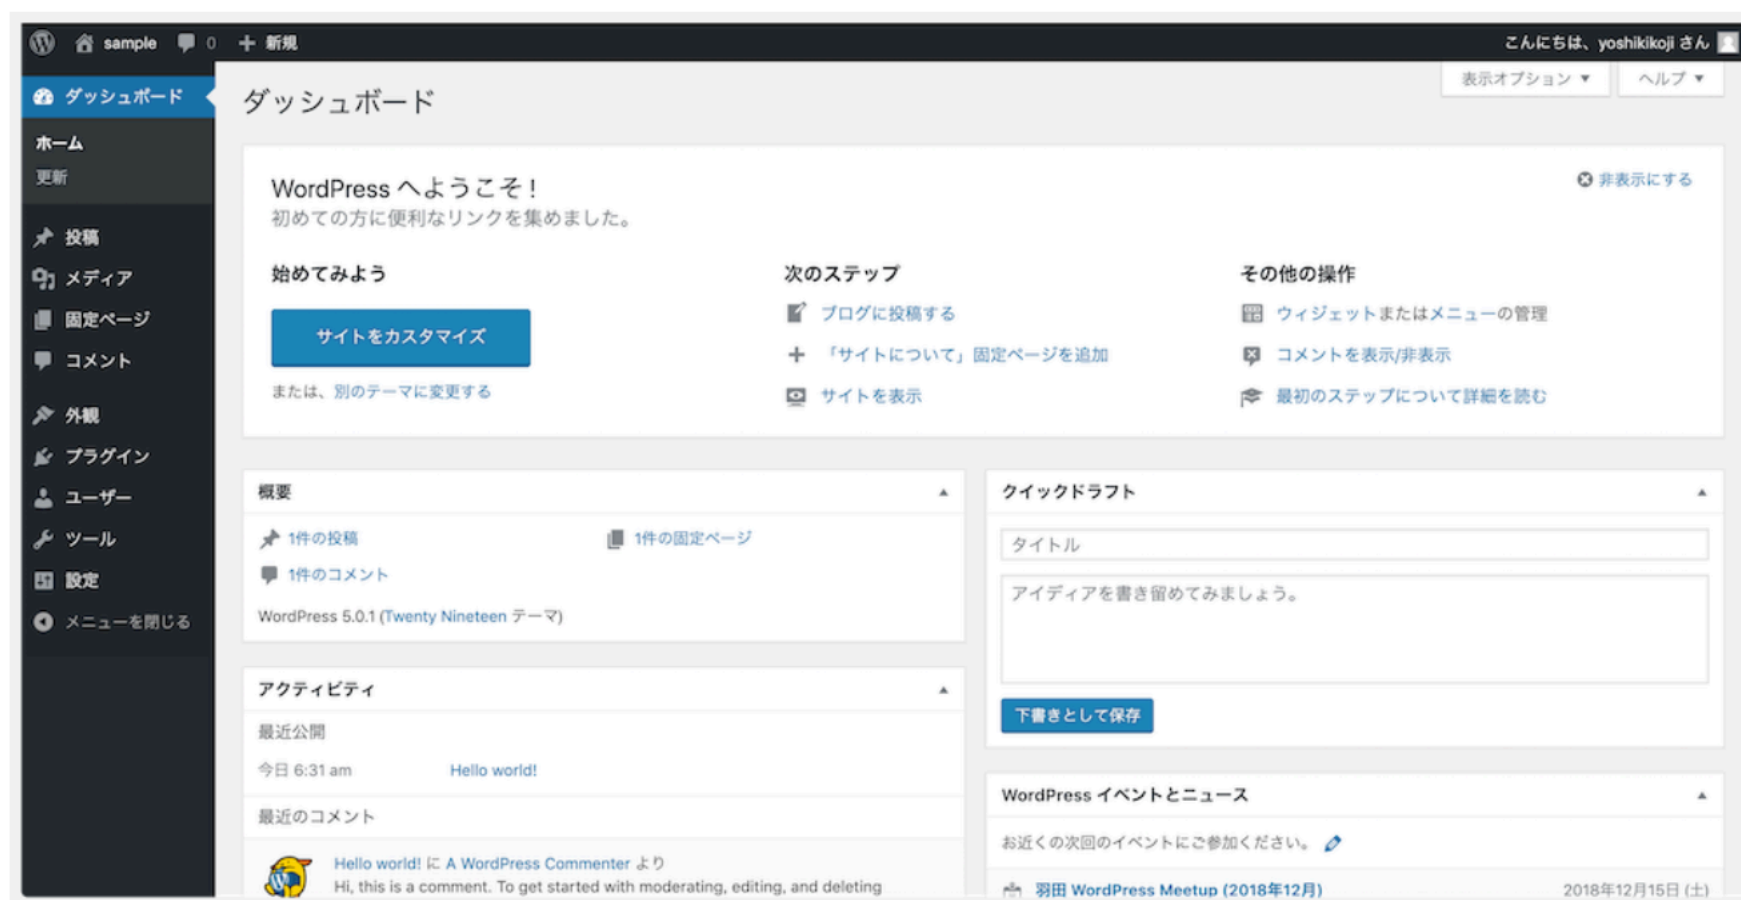 sample 0 新規
こんにちは、yoshikikoji さん
表示オプション ヘルプ
ダッシュボード
ホーム
更新
投稿
メディア
固定ページ
コメント
外観
プラグイン
ユーザー
ツール
設定
メニューを閉じる
ダッシュボード
WordPress へようこそ !
初めての方に便利なリンクを集めました。
非表示にする
始めてみよう
サイトをカスタマイズ
または、別のテーマに変更する
次のステップ
ブログに投稿する
「サイトについて」固定ページを追加
サイトを表示
その他の操作
ウィジェットまたはメニューの管理
コメントを表示/非表示
最初のステップについて詳細を読む
概要
1件の投稿
1件の固定ページ
1件のコメント
WordPress 5.0.1 (Twenty Nineteen テーマ)
アクティビティ
最近公開
今日 6:31 am Hello world!
最近のコメント
Hello world! に A WordPress Commenter より
Hi, this is a comment. To get started with moderating, editing, and deleting
クイックドラフト
タイトル
アイディアを書き留めてみましょう。
下書きとして保存
WordPress イベントとニュース
お近くの次回のイベントにご参加ください。
羽田 WordPress Meetup (2018年12月)
2018年12月15日 (土)